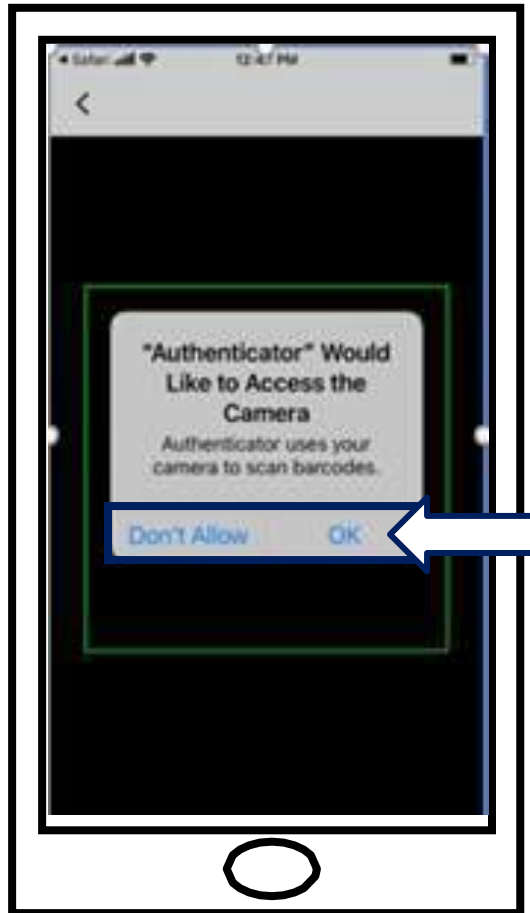 Safari 12:47 PM
"Authenticator" Would
Like to Access the
Camera
Authenticator uses your
camera to scan barcodes.
Don't Allow OK